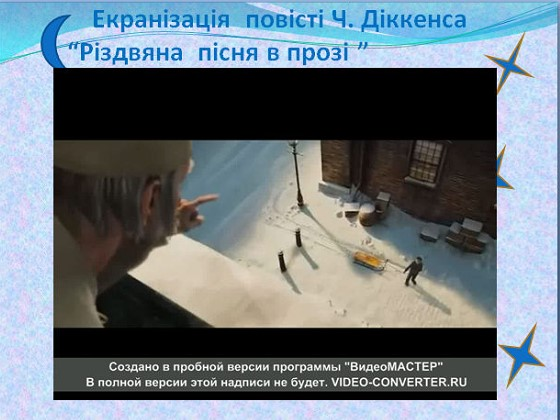 Екранізація повісті Ч. Діккенса
“Різдвяна пісня в прозі ”
Создано в пробной версии программы "ВидеоМАСТЕР"
В полной версии этой надписи не будет. VIDEO-CONVERTER.RU